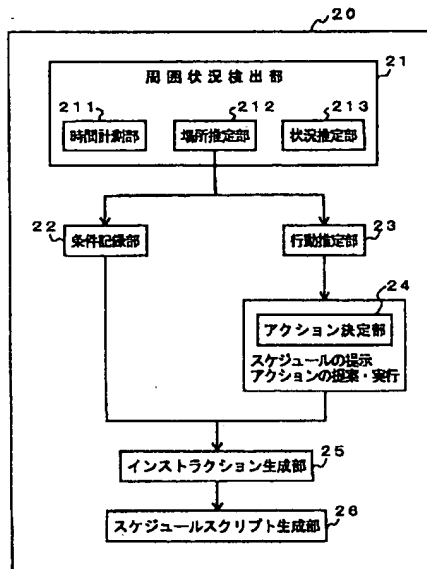 20
周囲状況検出部
21
211
212
213
時間計測部
場所推定部
状況推定部
22
条件記録部
23
行動推定部
24
アクション決定部
スケジュールの提示
アクションの提案・実行
25
インストラクション生成部
26
スケジュールスクリプト生成部